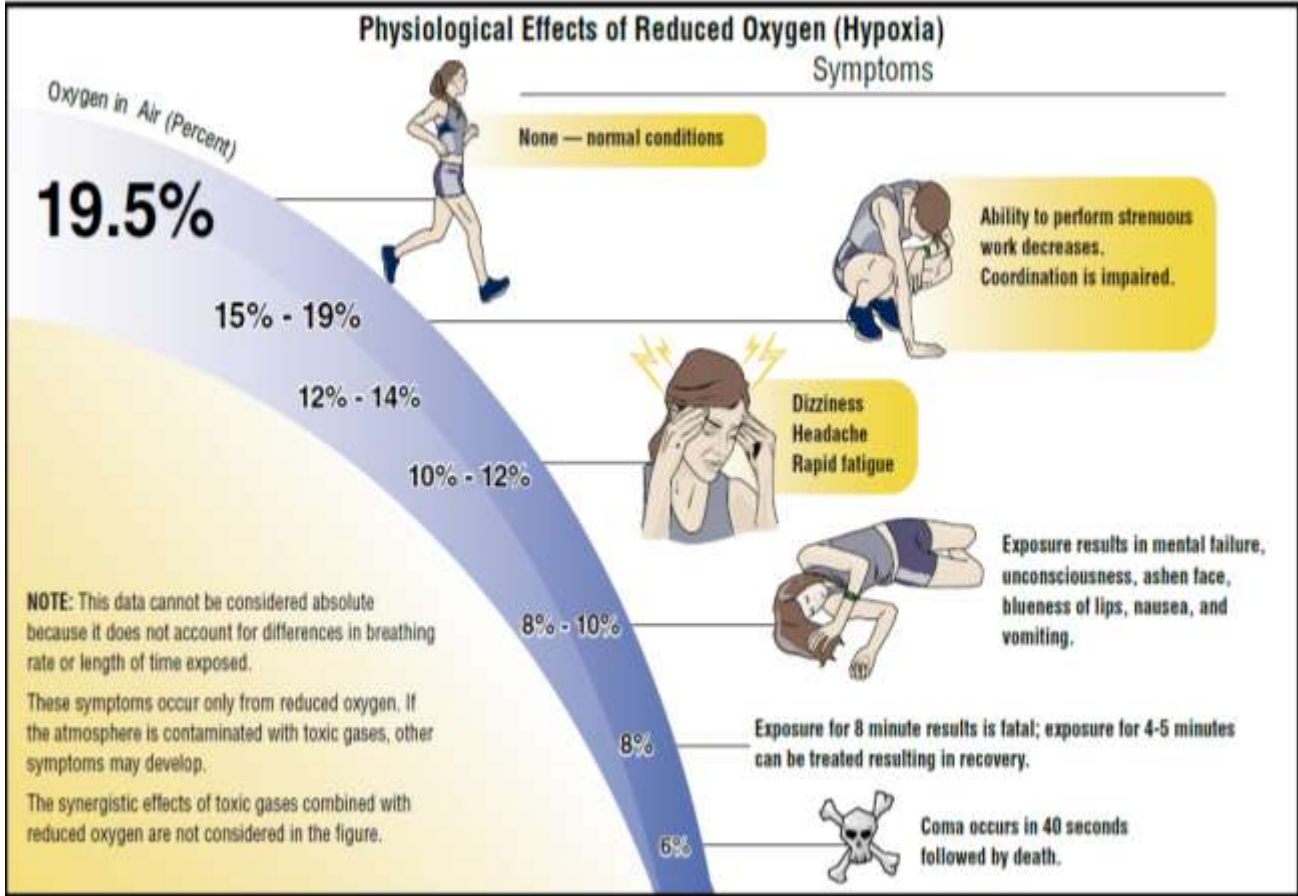 Physiological Effects of Reduced Oxygen (Hypoxia)
Symptoms
Oxygen in Air (Percent)
19.5%
None — normal conditions
15% - 19%
Ability to perform strenuous
work decreases.
Coordination is impaired.
12% - 14%
10% - 12%
Dizziness
Headache
Rapid fatigue
8% - 10%
Exposure results in mental failure,
unconsciousness, ashen face,
blueness of lips, nausea, and
vomiting.
8%
Exposure for 8 minute results is fatal; exposure for 4-5 minutes
can be treated resulting in recovery.
6%
Coma occurs in 40 seconds
followed by death.
NOTE: This data cannot be considered absolute
because it does not account for differences in breathing
rate or length of time exposed.
These symptoms occur only from reduced oxygen. If
the atmosphere is contaminated with toxic gases, other
symptoms may develop.
The synergistic effects of toxic gases combined with
reduced oxygen are not considered in the figure.